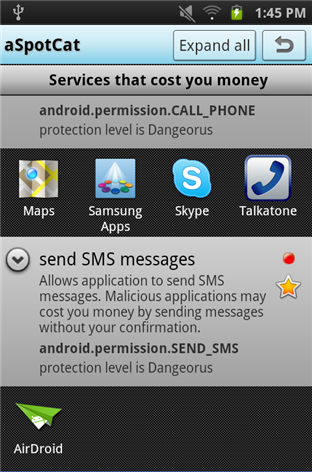 1:45 PM
aSpotCat
Expand all
Services that cost you money
android.permission.CALL_PHONE
protection level is Dangeorus
Maps
Samsung
Apps
Skype
Talkatone
send SMS messages
Allows application to send SMS
messages. Malicious applications may
cost you money by sending messages
without your confirmation.
android.permission.SEND_SMS
protection level is Dangeorus
AirDroid